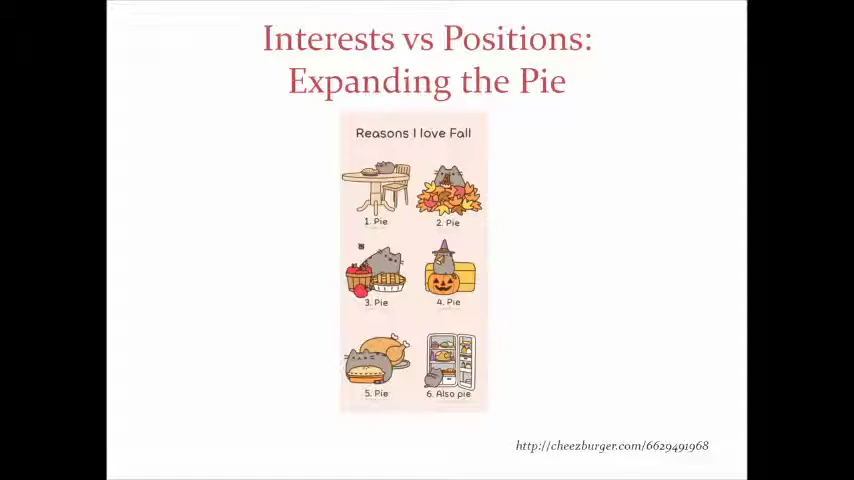 Interests vs Positions:
Expanding the Pie
Reasons I love Fall
1. Pie
2. Pie
3. Pie
4. Pie
5. Pie
6. Also pie
http://cheezburger.com/6629491968